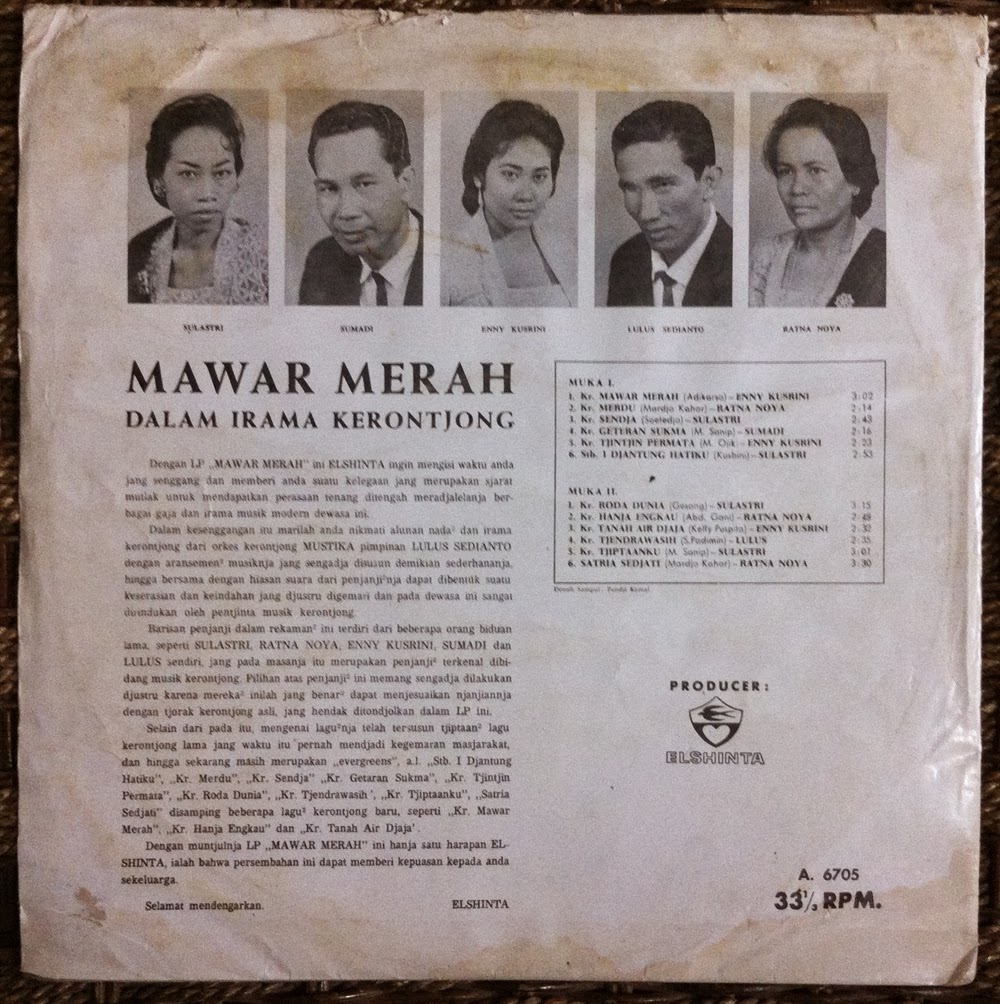 SULASTRI
SUMADI
ENNY KUSRINI
LULUS SEDIANTO
RATNA NOYA
MAWAR MERAH
DALAM IRAMA KERONTJONG
Dengan LP „MAWAR MERAH" ini ELSHINTA ingin mengisi waktu anda
jang senggang dan memberi anda suatu kelegaan jang merupakan sjarat
mutlak untuk mendapatkan perasaan tenang ditengah meradjalelanja ber-
bagai gaja dan irama musik modern dewasa ini.
Dalam kesenggangan itu marilah anda nikmati alunan nada² dan irama
kerontjong dari orkes kerontjong MUSTIKA pimpinan LULUS SEDIANTO
dengan aransemen² musiknja jang sengadja disusun demikian sederhananja,
hingga bersama dengan hiasan suara dari penjanji²nja dapat dibentuk suatu
keserasian dan keindahan jang djustru digemari dan pada dewasa ini sangat
dirindukan oleh pentjinta musik kerontjong.
Barisan penjanji dalam rekaman² ini terdiri dari beberapa orang biduan
lama, seperti SULASTRI, RATNA NOYA, ENNY KUSRINI, SUMADI dan
LULUS sendiri, jang pada masanja itu merupakan penjanji² terkenal dibi-
dang musik kerontjong. Pilihan atas penjanji² ini memang sengadja dilakukan
djustru karena mereka² inilah jang benar² dapat menjesuaikan njanjiannja
dengan tjorak kerontjong asli, jang hendak ditondjolkan dalam LP ini.
Selain dari pada itu, mengenai lagu²nja telah tersusun tjiptaan² lagu
kerontjong lama jang waktu itu pernah mendjadi kegemaran masjarakat,
dan hingga sekarang masih merupakan „evergreens", a.l. „Stb. I Djantung
Hatiku", „Kr. Merdu", „Kr. Sendja" „Kr. Getaran Sukma", „Kr. Tjintjin
Permata", „Kr. Roda Dunia", „Kr. Tjendrawasih', „Kr. Tjiptaanku", „Satria
Sedjati" disamping beberapa lagu² kerontjong baru, seperti „Kr. Mawar
Merah", „Kr. Hanja Engkau" dan „Kr. Tanah Air Djaja'.
Dengan muntjulnja LP „MAWAR MERAH" ini hanja satu harapan EL-
SHINTA, ialah bahwa persembahan ini dapat memberi kepuasan kepada anda
sekeluarga.
Selamat mendengarkan. ELSHINTA
MUKA I.
1. Kr. MAWAR MERAH (Adikarso) – ENNY KUSRINI 3:02
2. Kr. MERDU (Mardjo Kahar) – RATNA NOYA 2:14
3. Kr. SENDJA (Soetedjo) – SULASTRI 2:43
4. Kr. GETERAN SUKMA (M. Sanip) – SUMADI 2:16
5. Kr. TJINTJIN PERMATA (M. Ojik) – ENNY KUSRINI 2:23
6. Stb. I DJANTUNG HATIKU (Kusbini) – SULASTRI 2:53
MUKA II.
1. Kr. RODA DUNIA (Gesang) – SULASTRI 3:15
2. Kr. HANJA ENGKAU (Abd. Gani) – RATNA NOYA 2:48
3. Kr. TANAH AIR DJAJA (Kelly Puspita) – ENNY KUSRINI 2:32
4. Kr. TJENDRAWASIH (S.Padimin) – LULUS 2:35
5. Kr. TJIPTAANKU (M. Sanip) – SULASTRI 3:01
6. SATRIA SEDJATI (Mardjo Kahar) – RATNA NOYA 3:30
PRODUCER:
ELSHINTA
A. 6705
33⅓ RPM.